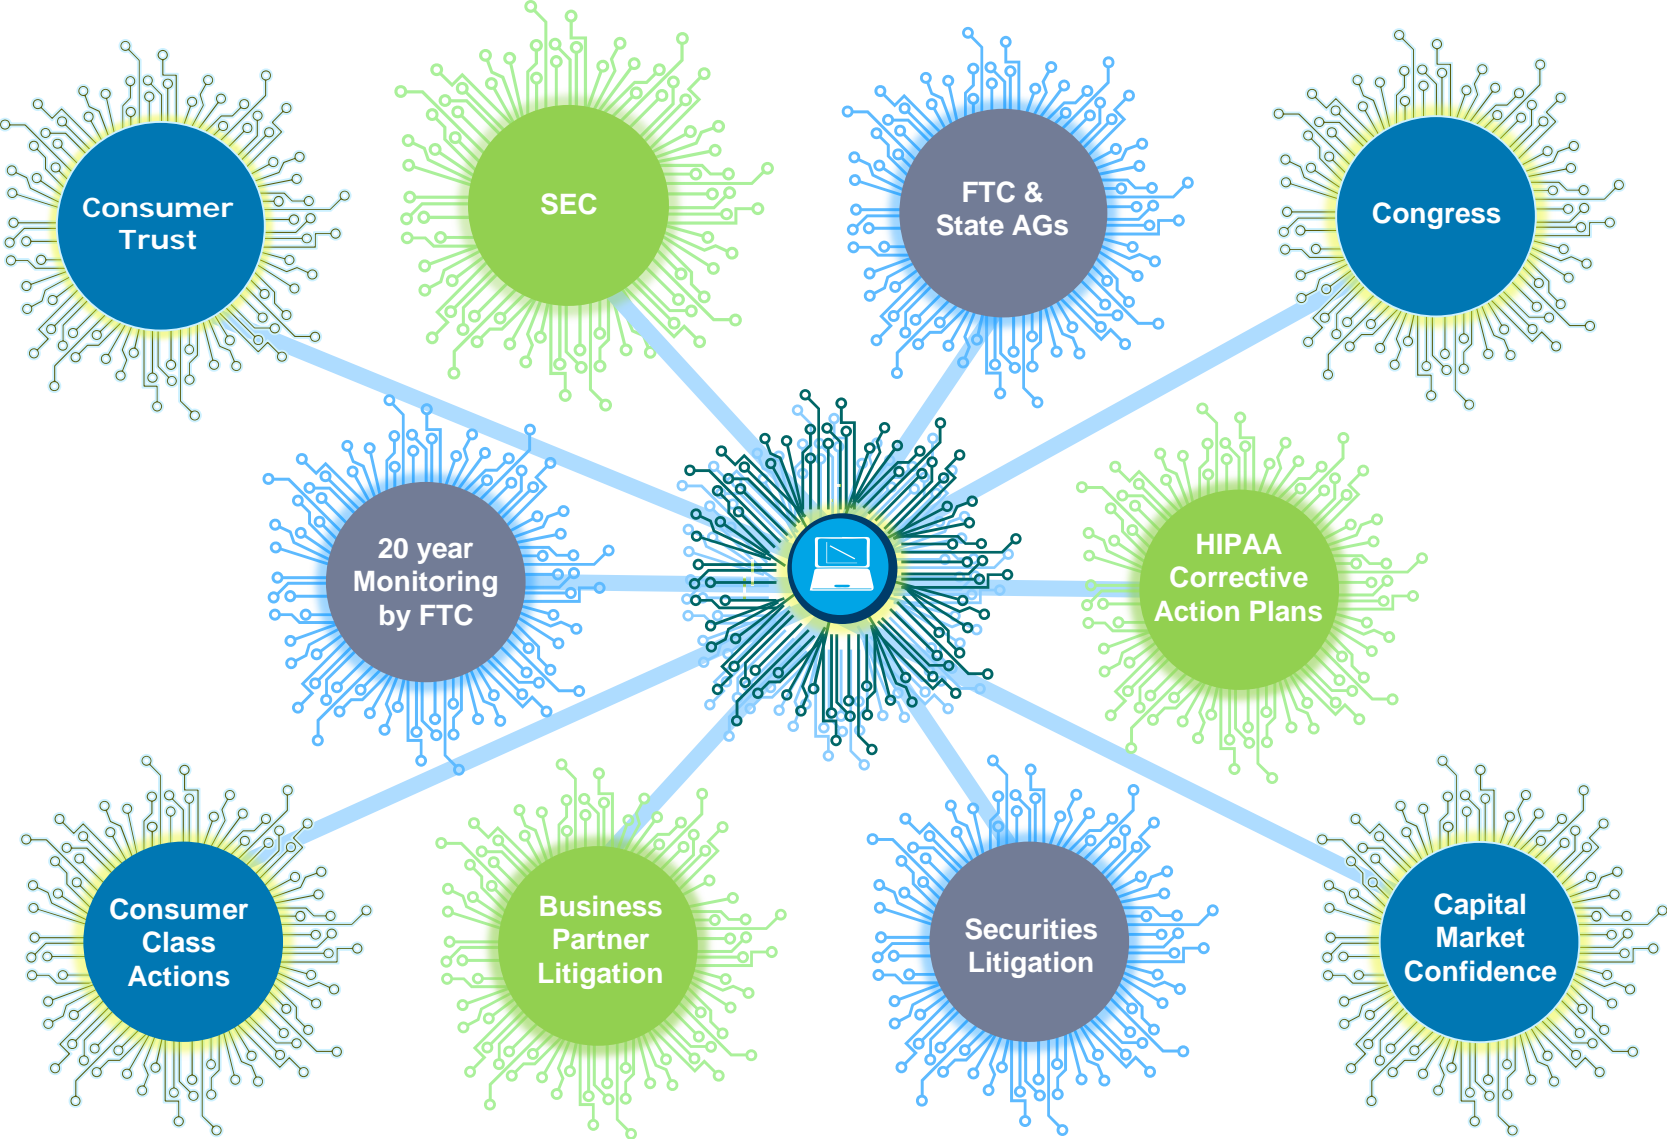 Consumer
Trust
SEC
FTC &
State AGs
Congress
20 year
Monitoring
by FTC
HIPAA
Corrective
Action Plans
Consumer
Class
Actions
Business
Partner
Litigation
Securities
Litigation
Capital
Market
Confidence